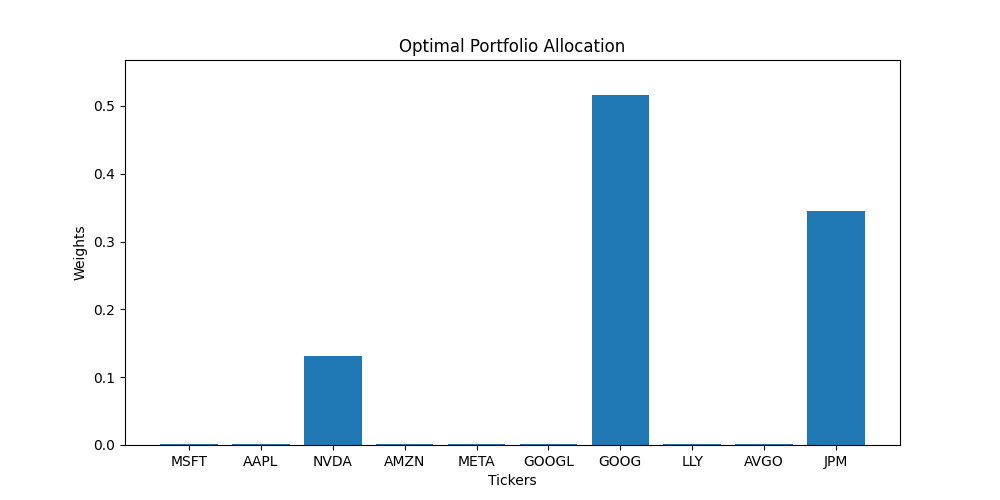 Optimal Portfolio Allocation
Weights
0.5
0.4
0.3
0.2
0.1
0.0
MSFT AAPL NVDA AMZN META GOOGL GOOG LLY AVGO JPM
Tickers